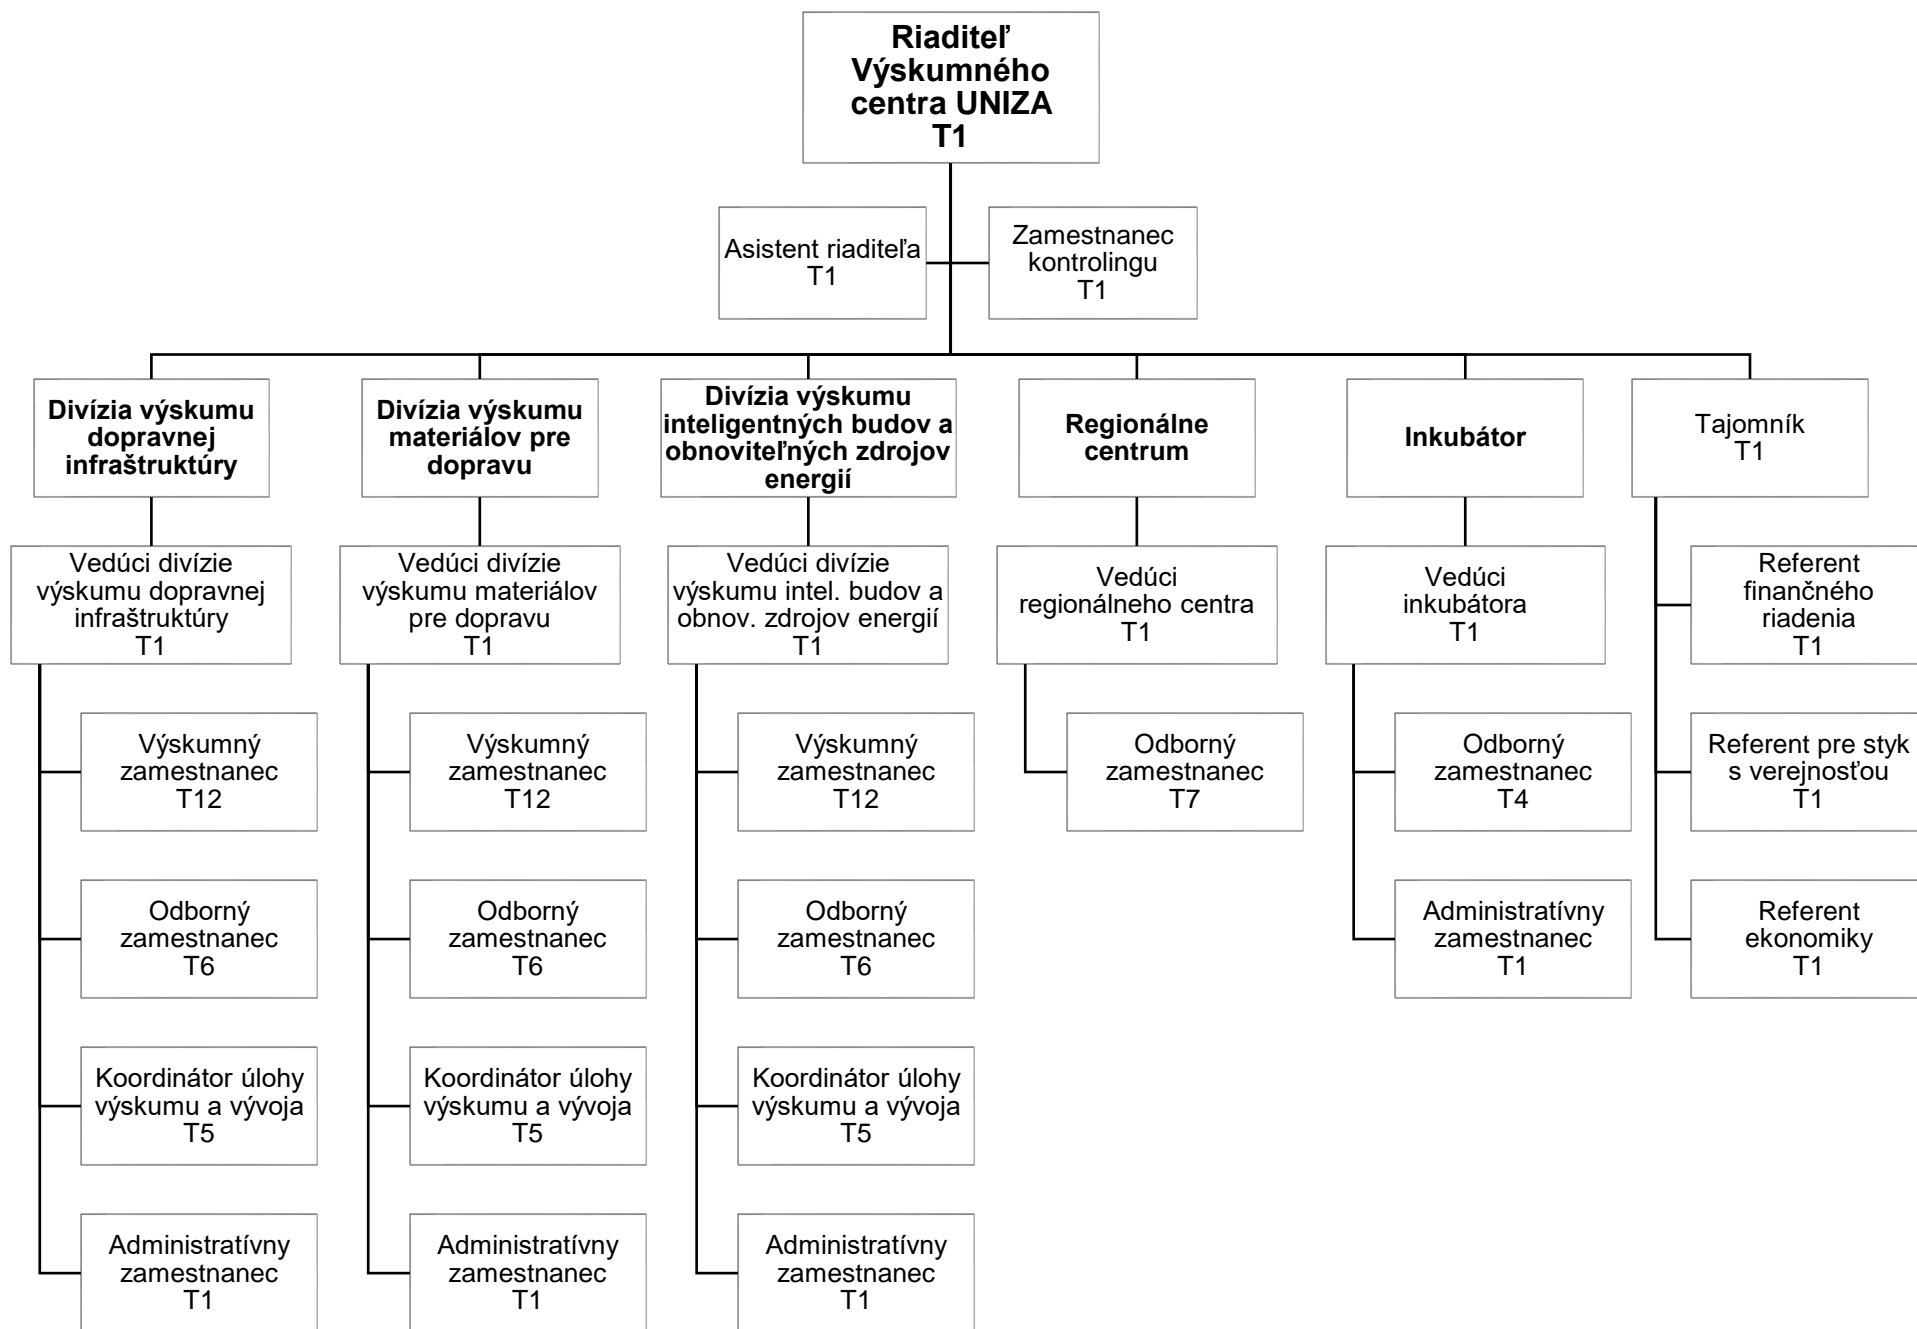 Riaditeľ
Výskumného
centra UNIZA
T1
Asistent riaditeľa
T1
Zamestnanec
kontrolingu
T1
Divízia výskumu
dopravnej
infraštruktúry
Divízia výskumu
materiálov pre
dopravu
Divízia výskumu
inteligentných budov a
obnoviteľných zdrojov
energií
Regionálne
centrum
Inkubátor
Tajomník
T1
Vedúci divízie
výskumu dopravnej
infraštruktúry
T1
Vedúci divízie
výskumu materiálov
pre dopravu
T1
Vedúci divízie
výskumu intel. budov a
obnov. zdrojov energií
T1
Vedúci
regionálneho centra
T1
Vedúci
inkubátora
T1
Referent
finančného
riadenia
T1
Výskumný
zamestnanec
T12
Výskumný
zamestnanec
T12
Výskumný
zamestnanec
T12
Odborný
zamestnanec
T7
Odborný
zamestnanec
T4
Referent pre styk
s verejnosťou
T1
Odborný
zamestnanec
T6
Odborný
zamestnanec
T6
Odborný
zamestnanec
T6
Administratívny
zamestnanec
T1
Referent
ekonomiky
T1
Koordinátor úlohy
výskumu a vývoja
T5
Koordinátor úlohy
výskumu a vývoja
T5
Koordinátor úlohy
výskumu a vývoja
T5
Administratívny
zamestnanec
T1
Administratívny
zamestnanec
T1
Administratívny
zamestnanec
T1